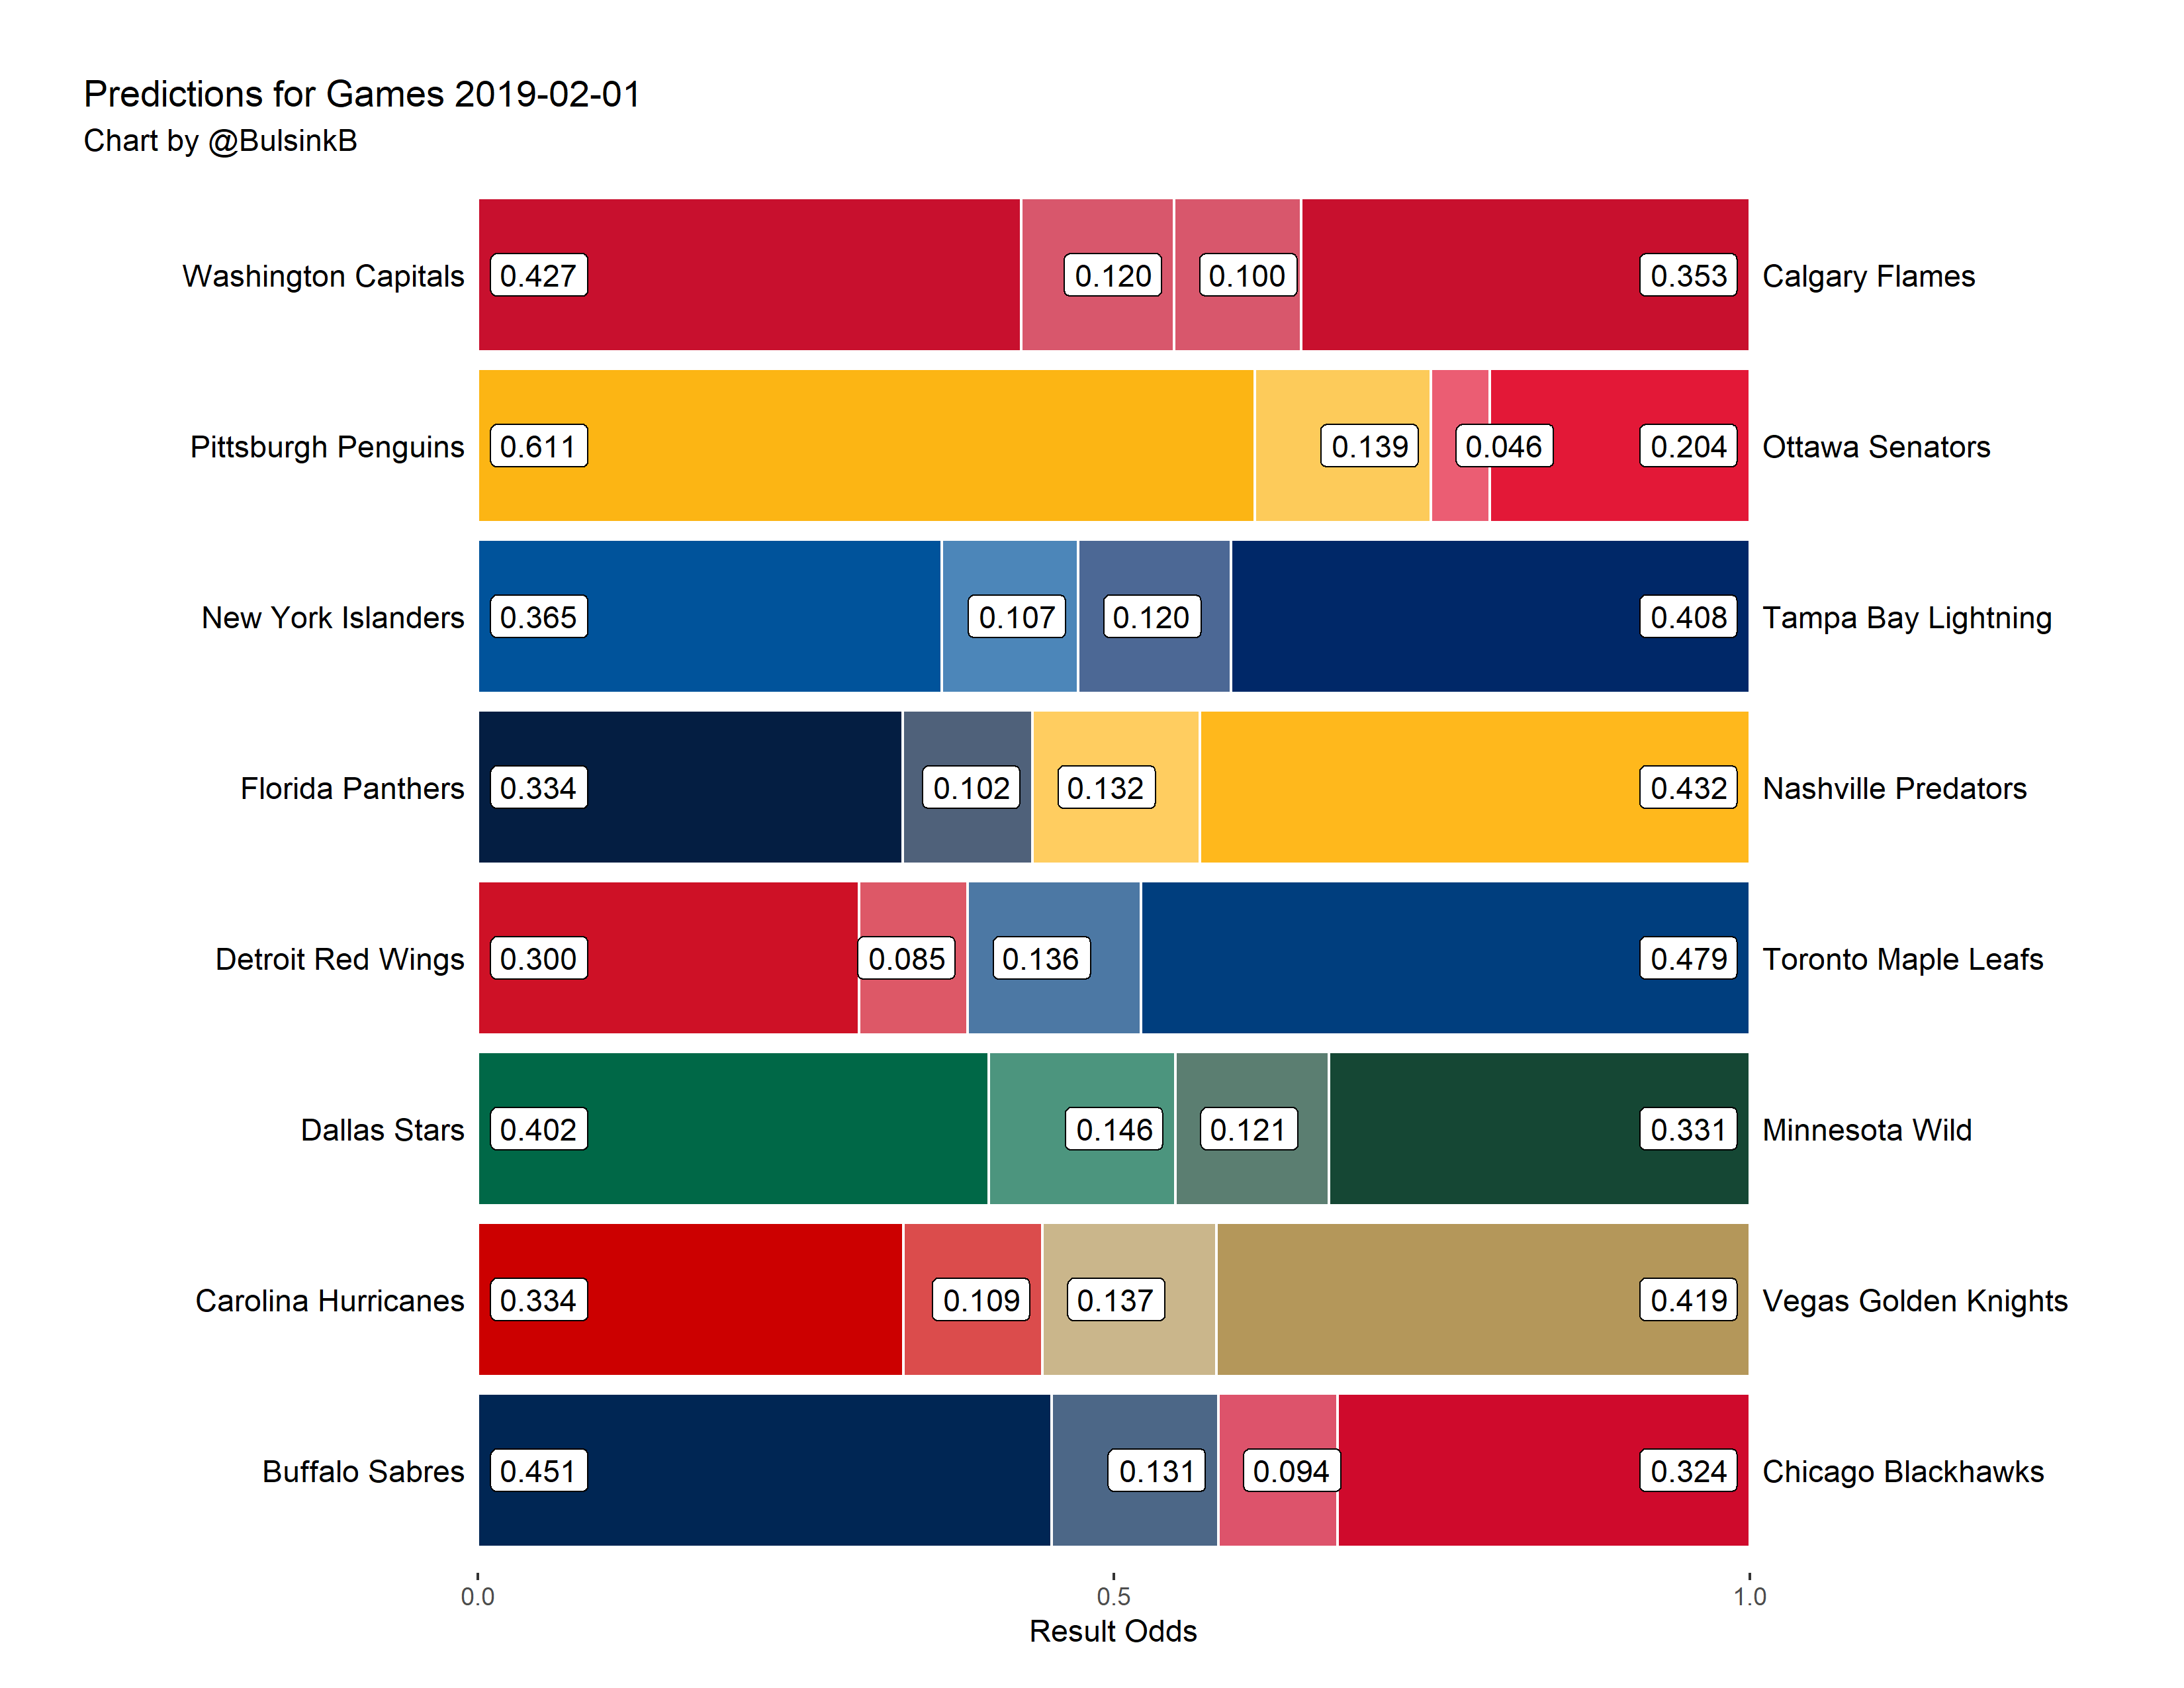 Predictions for Games 2019-02-01
Chart by @BulsinkB
Washington Capitals 0.427 0.120 0.100 0.353 Calgary Flames
Pittsburgh Penguins 0.611 0.139 0.046 0.204 Ottawa Senators
New York Islanders 0.365 0.107 0.120 0.408 Tampa Bay Lightning
Florida Panthers 0.334 0.102 0.132 0.432 Nashville Predators
Detroit Red Wings 0.300 0.085 0.136 0.479 Toronto Maple Leafs
Dallas Stars 0.402 0.146 0.121 0.331 Minnesota Wild
Carolina Hurricanes 0.334 0.109 0.137 0.419 Vegas Golden Knights
Buffalo Sabres 0.451 0.131 0.094 0.324 Chicago Blackhawks
0.0 0.5 1.0
Result Odds